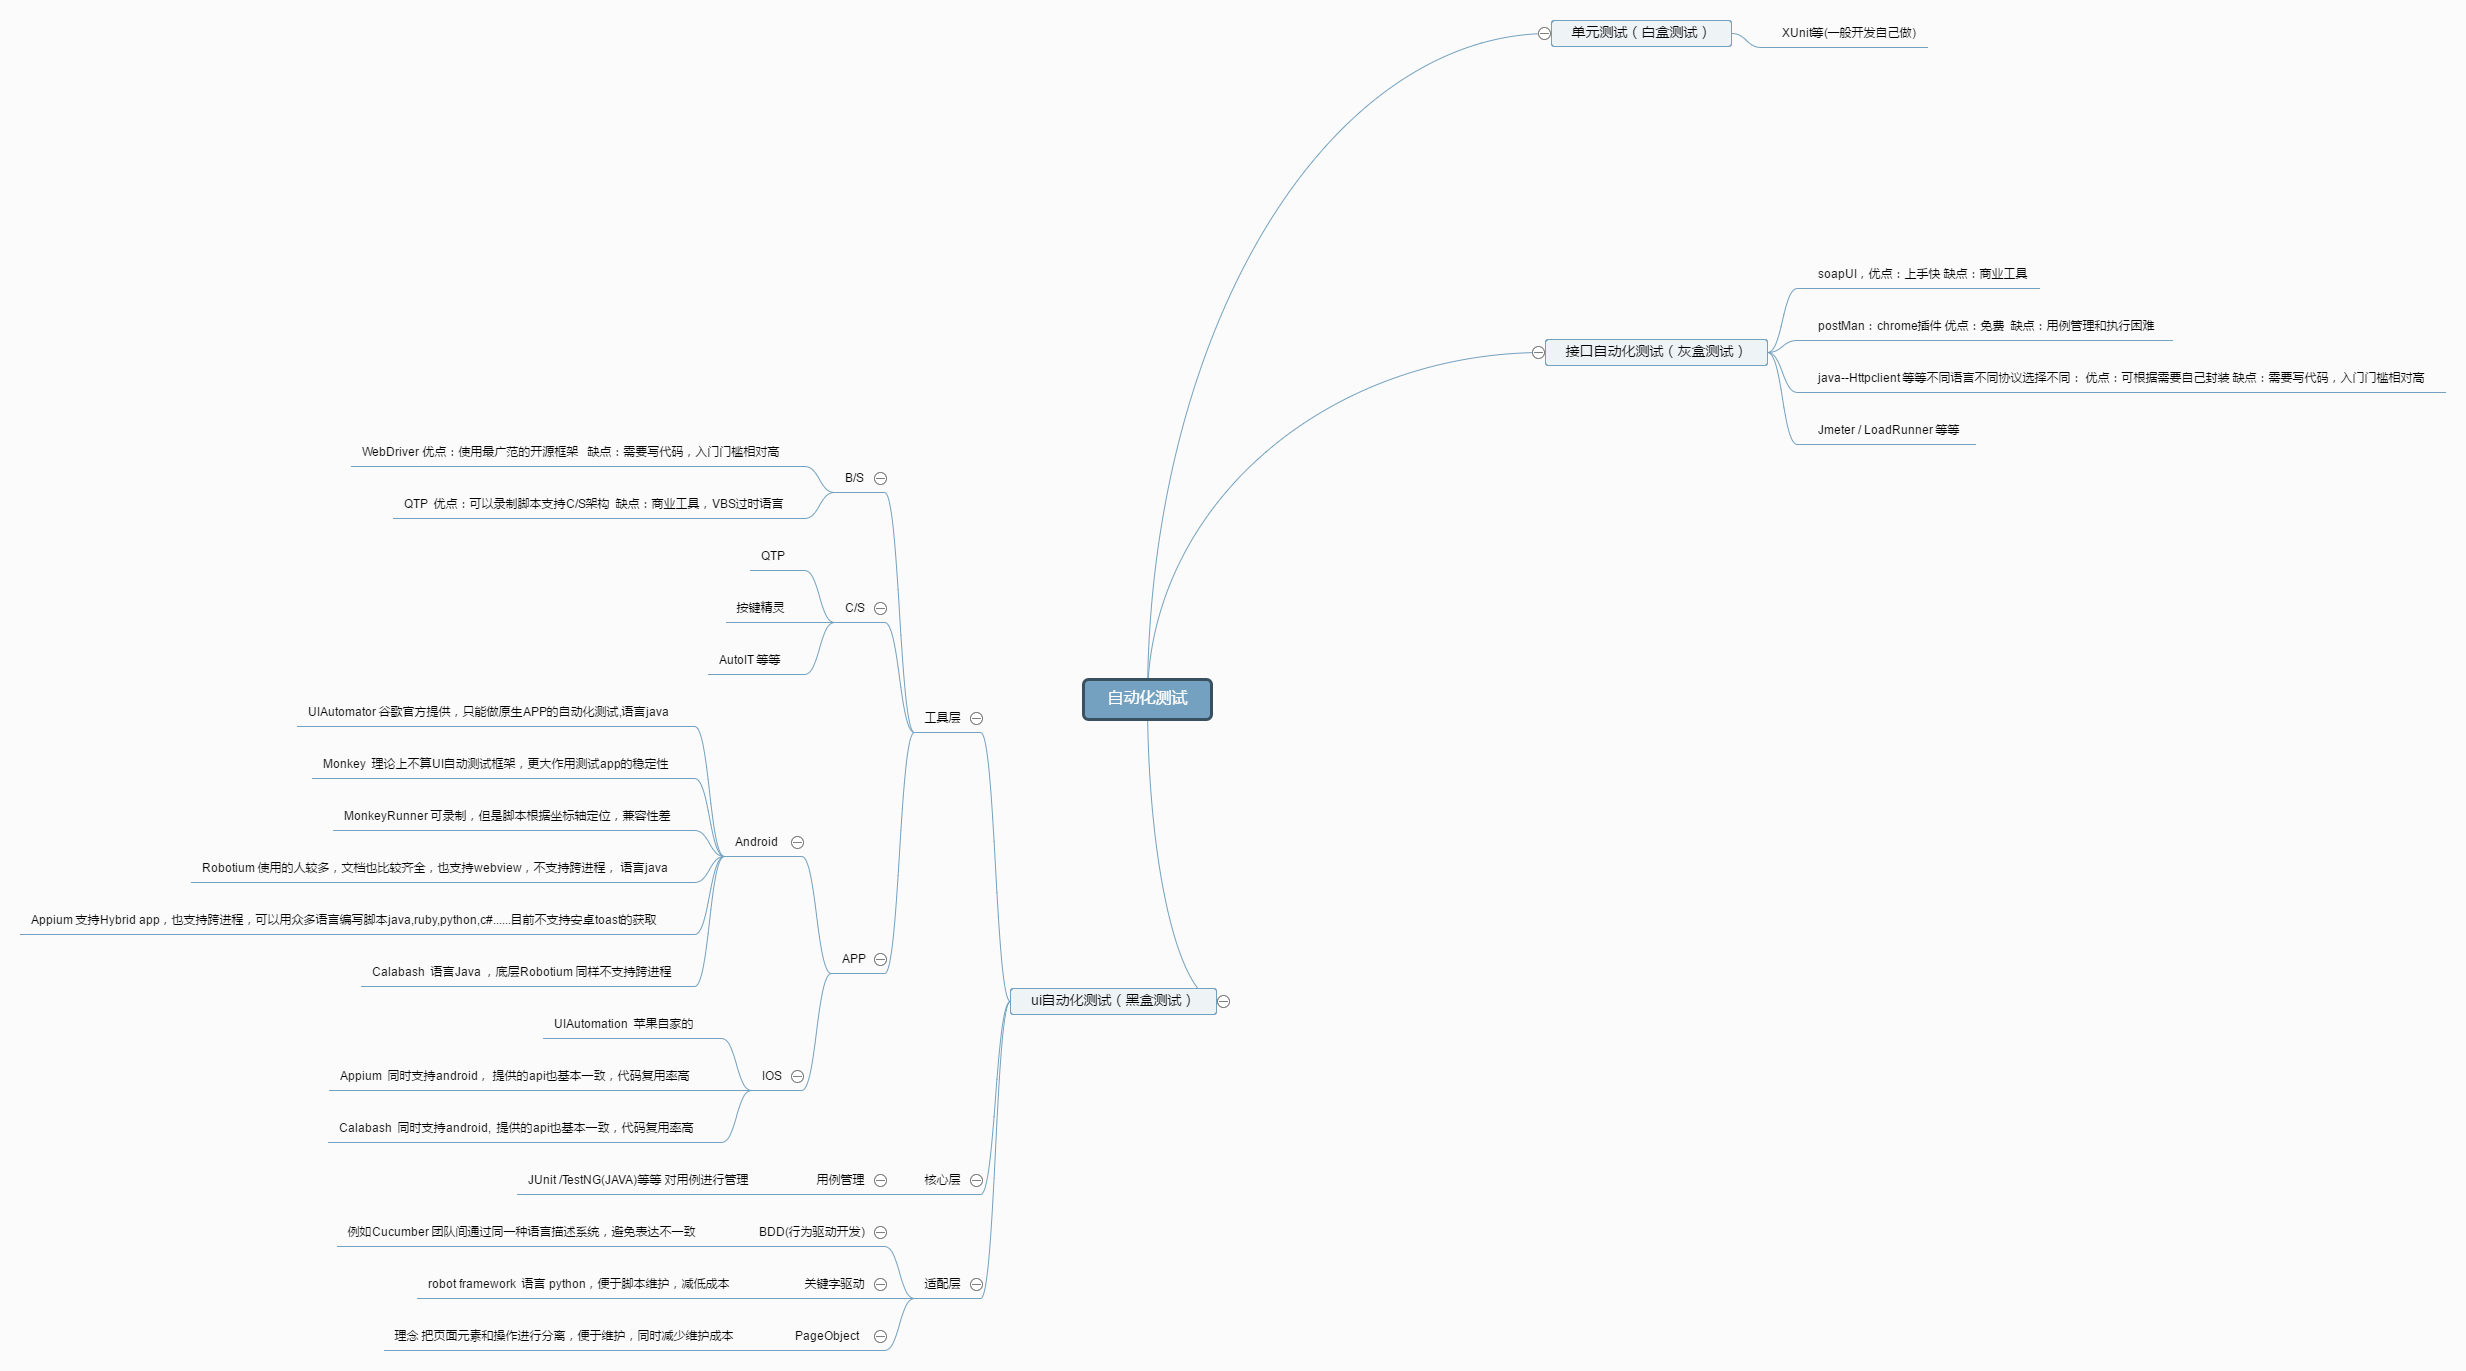 自动化测试
单元测试（白盒测试）
XUnit等(一般开发自己做)
接口自动化测试（灰盒测试）
soapUI，优点：上手快 缺点：商业工具
postMan：chrome插件 优点：免费  缺点：用例管理和执行困难
java--Httpclient 等等不同语言不同协议选择不同： 优点：可根据需要自己封装 缺点：需要写代码，入门门槛相对高
Jmeter / LoadRunner 等等
ui自动化测试（黑盒测试）
工具层
B/S
WebDriver 优点：使用最广范的开源框架  缺点：需要写代码，入门门槛相对高
QTP  优点：可以录制脚本支持C/S架构  缺点：商业工具，VBS过时语言
C/S
QTP
按键精灵
AutoIT 等等
APP
Android
UIAutomator 谷歌官方提供，只能做原生APP的自动化测试,语言java
Monkey  理论上不算UI自动测试框架，更大作用测试app的稳定性
MonkeyRunner 可录制，但是脚本根据坐标轴定位，兼容性差
Robotium 使用的人较多，文档也比较齐全，也支持webview，不支持跨进程， 语言java
Appium 支持Hybrid app，也支持跨进程，可以用众多语言编写脚本java,ruby,python,c#......目前不支持安卓toast的获取
Calabash  语言Java ，底层Robotium 同样不支持跨进程
IOS
UIAutomation  苹果自家的
Appium  同时支持android， 提供的api也基本一致，代码复用率高
Calabash  同时支持android,  提供的api也基本一致，代码复用率高
核心层
用例管理
JUnit /TestNG(JAVA)等等 对用例进行管理
适配层
BDD(行为驱动开发)
例如Cucumber 团队间通过同一种语言描述系统，避免表达不一致
关键字驱动
robot framework  语言 python，便于脚本维护，减低成本
PageObject
理念 把页面元素和操作进行分离，便于维护，同时减少维护成本